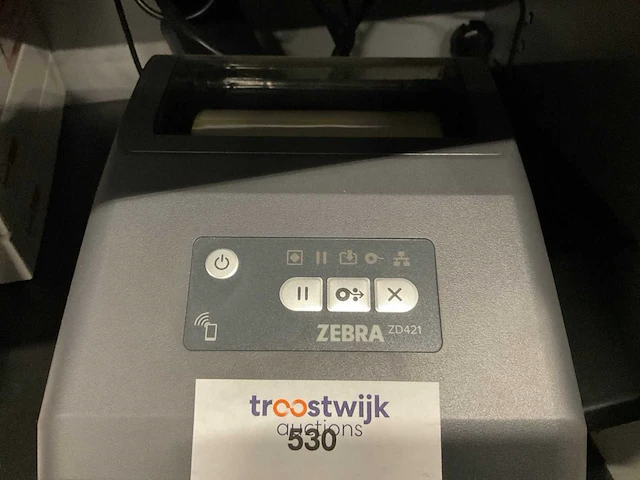 ZEBRA ZD421
troostwijk
auctions
530